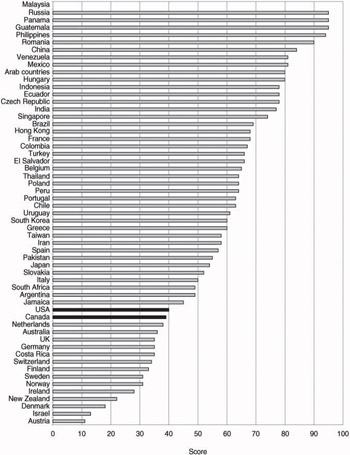 Malaysia
Russia
Panama
Guatemala
Philippines
Romania
China
Venezuela
Mexico
Arab countries
Hungary
Indonesia
Ecuador
Czech Republic
India
Singapore
Brazil
Hong Kong
France
Colombia
Turkey
El Salvador
Belgium
Thailand
Poland
Peru
Portugal
Chile
Uruguay
South Korea
Greece
Taiwan
Iran
Spain
Pakistan
Japan
Slovakia
Italy
South Africa
Argentina
Jamaica
USA
Canada
Netherlands
Australia
UK
Germany
Costa Rica
Switzerland
Finland
Sweden
Norway
Ireland
New Zealand
Denmark
Israel
Austria
0 10 20 30 40 50 60 70 80 90 100
Score